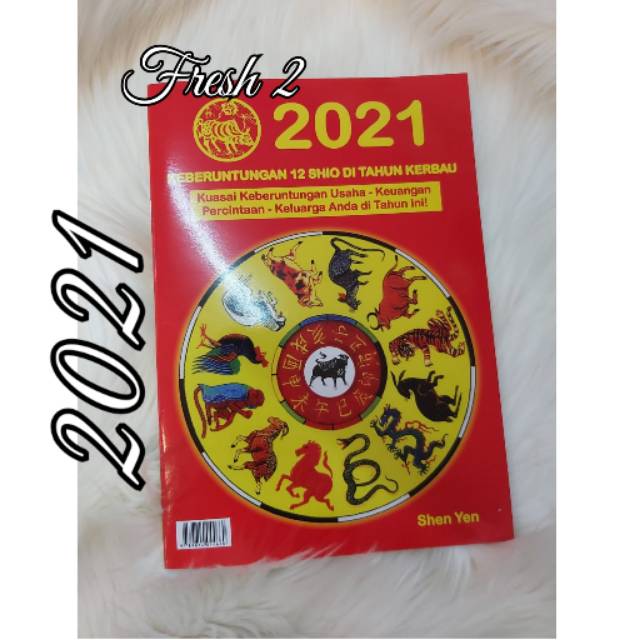 Fresh 2
2021
2021
KEBERUNTUNGAN 12 SHIO DI TAHUN KERBAU
Kuasai Keberuntungan Usaha - Keuangan
Percintaan - Keluarga Anda di Tahun ini!
Shen Yen